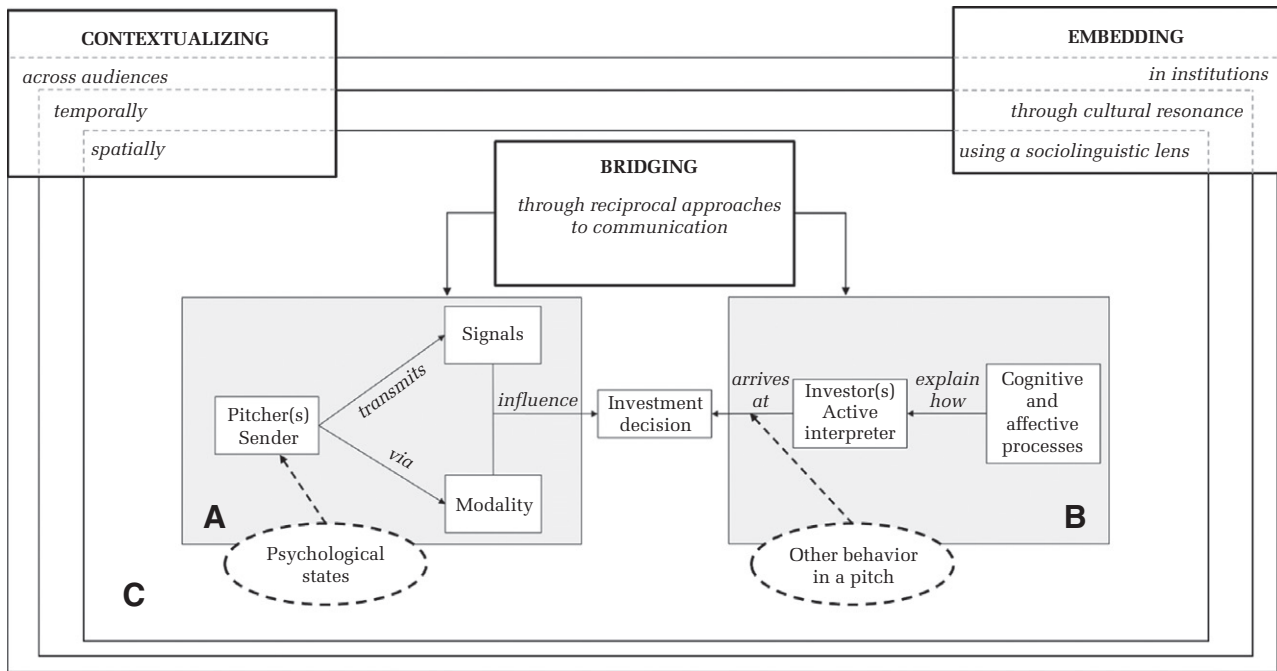 CONTEXTUALIZING
across audiences
temporally
spatially
EMBEDDING
in institutions
through cultural resonance
using a sociolinguistic lens
BRIDGING
through reciprocal approaches
to communication
Signals
transmits
Pitcher(s)
Sender
via
Modality
influence
Investment
decision
arrives
at
Investor(s)
Active
interpreter
explain
how
Cognitive
and
affective
processes
A
B
Psychological
states
Other behavior
in a pitch
C